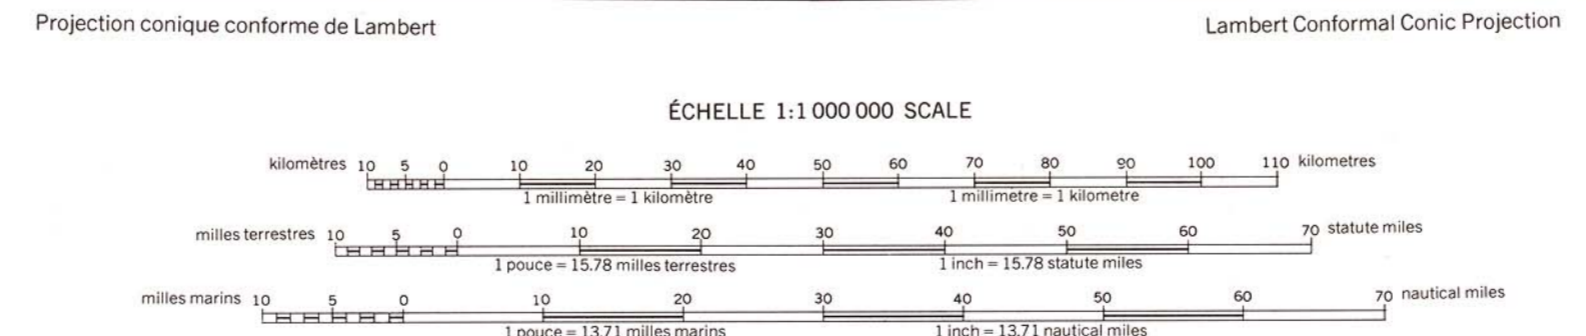 Projection conique conforme de Lambert
Lambert Conformal Conic Projection
ÉCHELLE 1:1 000 000 SCALE
kilomètres 10 5 0 10 20 30 40 50 60 70 80 90 100 110 kilometres
1 millimètre = 1 kilomètre 1 millimetre = 1 kilometre
milles terrestres 10 5 0 10 20 30 40 50 60 70 statute miles
1 pouce = 15.78 milles terrestres 1 inch = 15.78 statute miles
milles marins 10 5 0 10 20 30 40 50 60 70 nautical miles
1 pouce = 13.71 milles marins 1 inch = 13.71 nautical miles